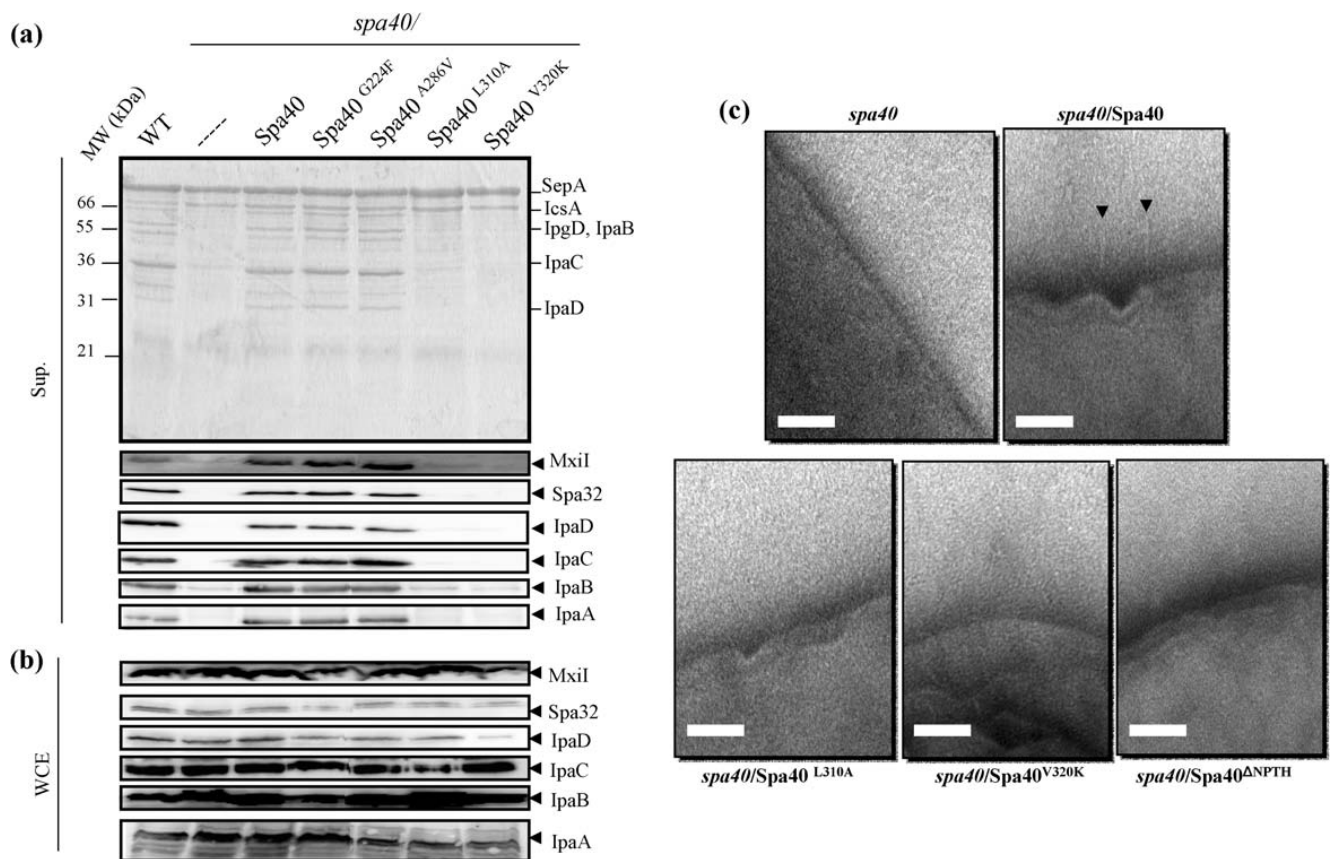 (a)
spa40/
MW (kDa)
WT
-----
Spa40
Spa40 G224F
Spa40 A286V
Spa40 L310A
Spa40 V320K
66
55
36
31
21
SepA
IcsA
IpgD, IpaB
IpaC
IpaD
Sup.
MxiI
Spa32
IpaD
IpaC
IpaB
IpaA
(b)
WCE
MxiI
Spa32
IpaD
IpaC
IpaB
IpaA
(c)
spa40
spa40/Spa40
spa40/Spa40 L310A
spa40/Spa40V320K
spa40/Spa40ΔNPTH